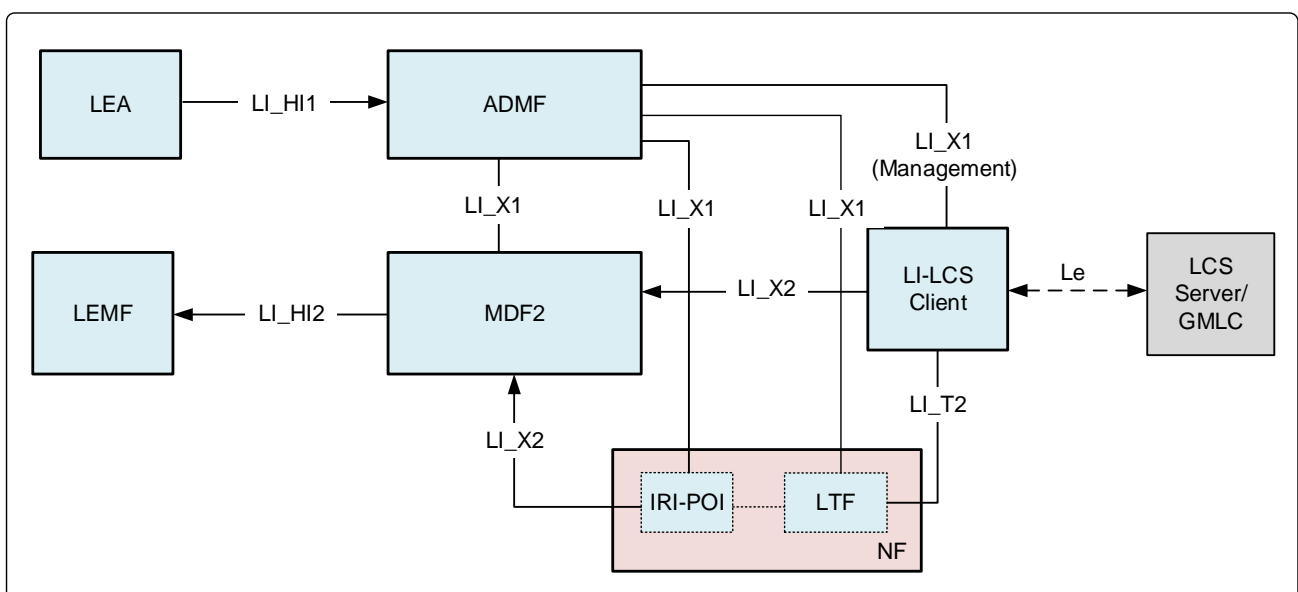 LEA
LI_HI1
ADMF
LI_X1
(Management)
LI_X1
LI_X1
LI_X1
LEMF
LI_HI2
MDF2
LI_X2
LI-LCS
Client
Le
LCS
Server/
GMLC
LI_T2
LI_X2
IRI-POI
LTF
NF